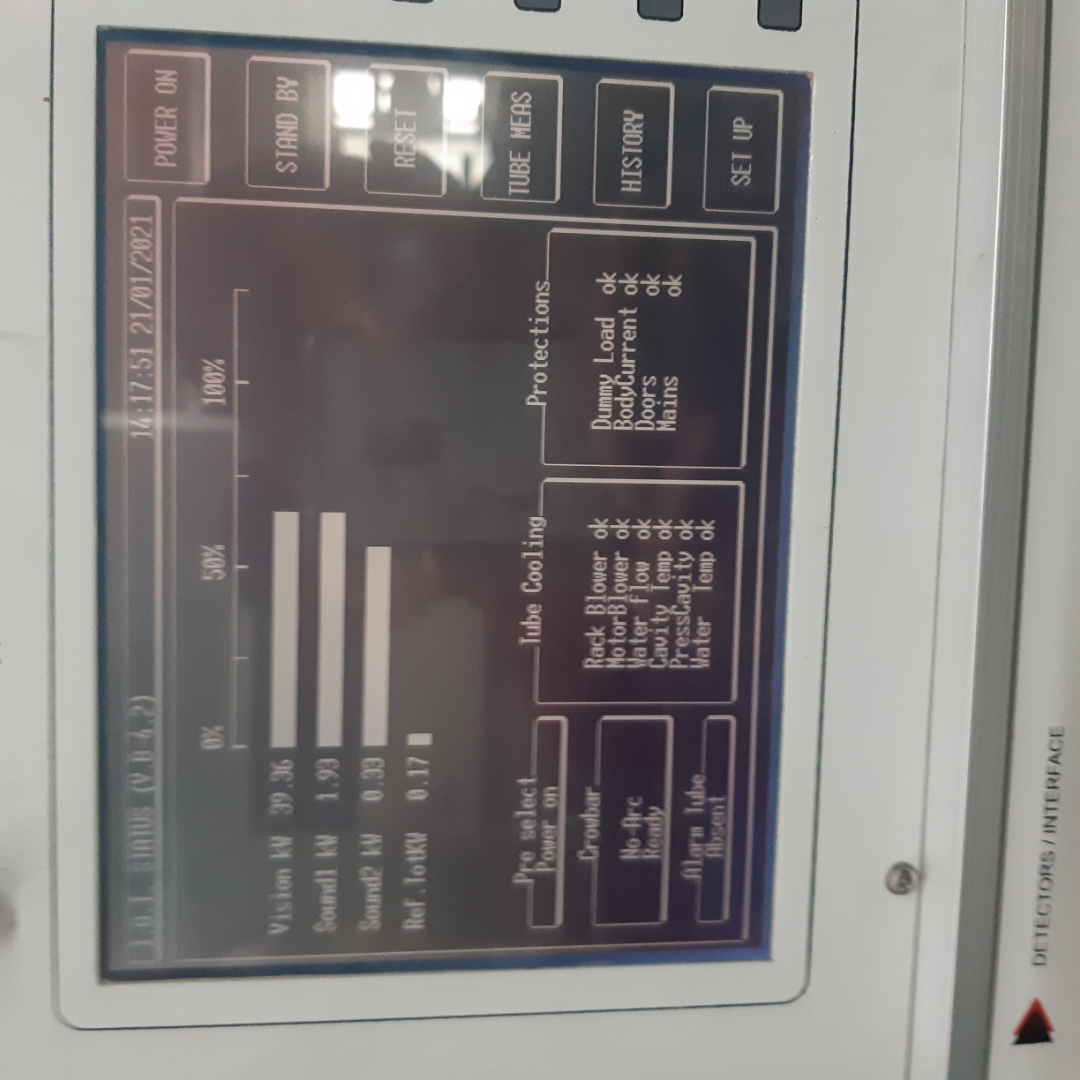 I.O.T. STATUS (V.B 4.2) 14:17:51 21/01/2021
0% 50% 100%
Vision kW 39.36
Sound1 kW 1.93
Sound2 kW 0.33
Ref.TotKW 0.17
Pre select
Power on
Crowbar
No-Arc
Ready
Alarm Tube
Absent
Tube Cooling
Rack Blower ok
MotorBlower ok
Water flow ok
Cavity Temp ok
PressCavity ok
Water Temp ok
Protections
Dummy Load ok
BodyCurrent ok
Doors ok
Mains ok
POWER ON
STAND BY
RESET
TUBE MEAS
HISTORY
SET UP
DETECTORS / INTERFACE